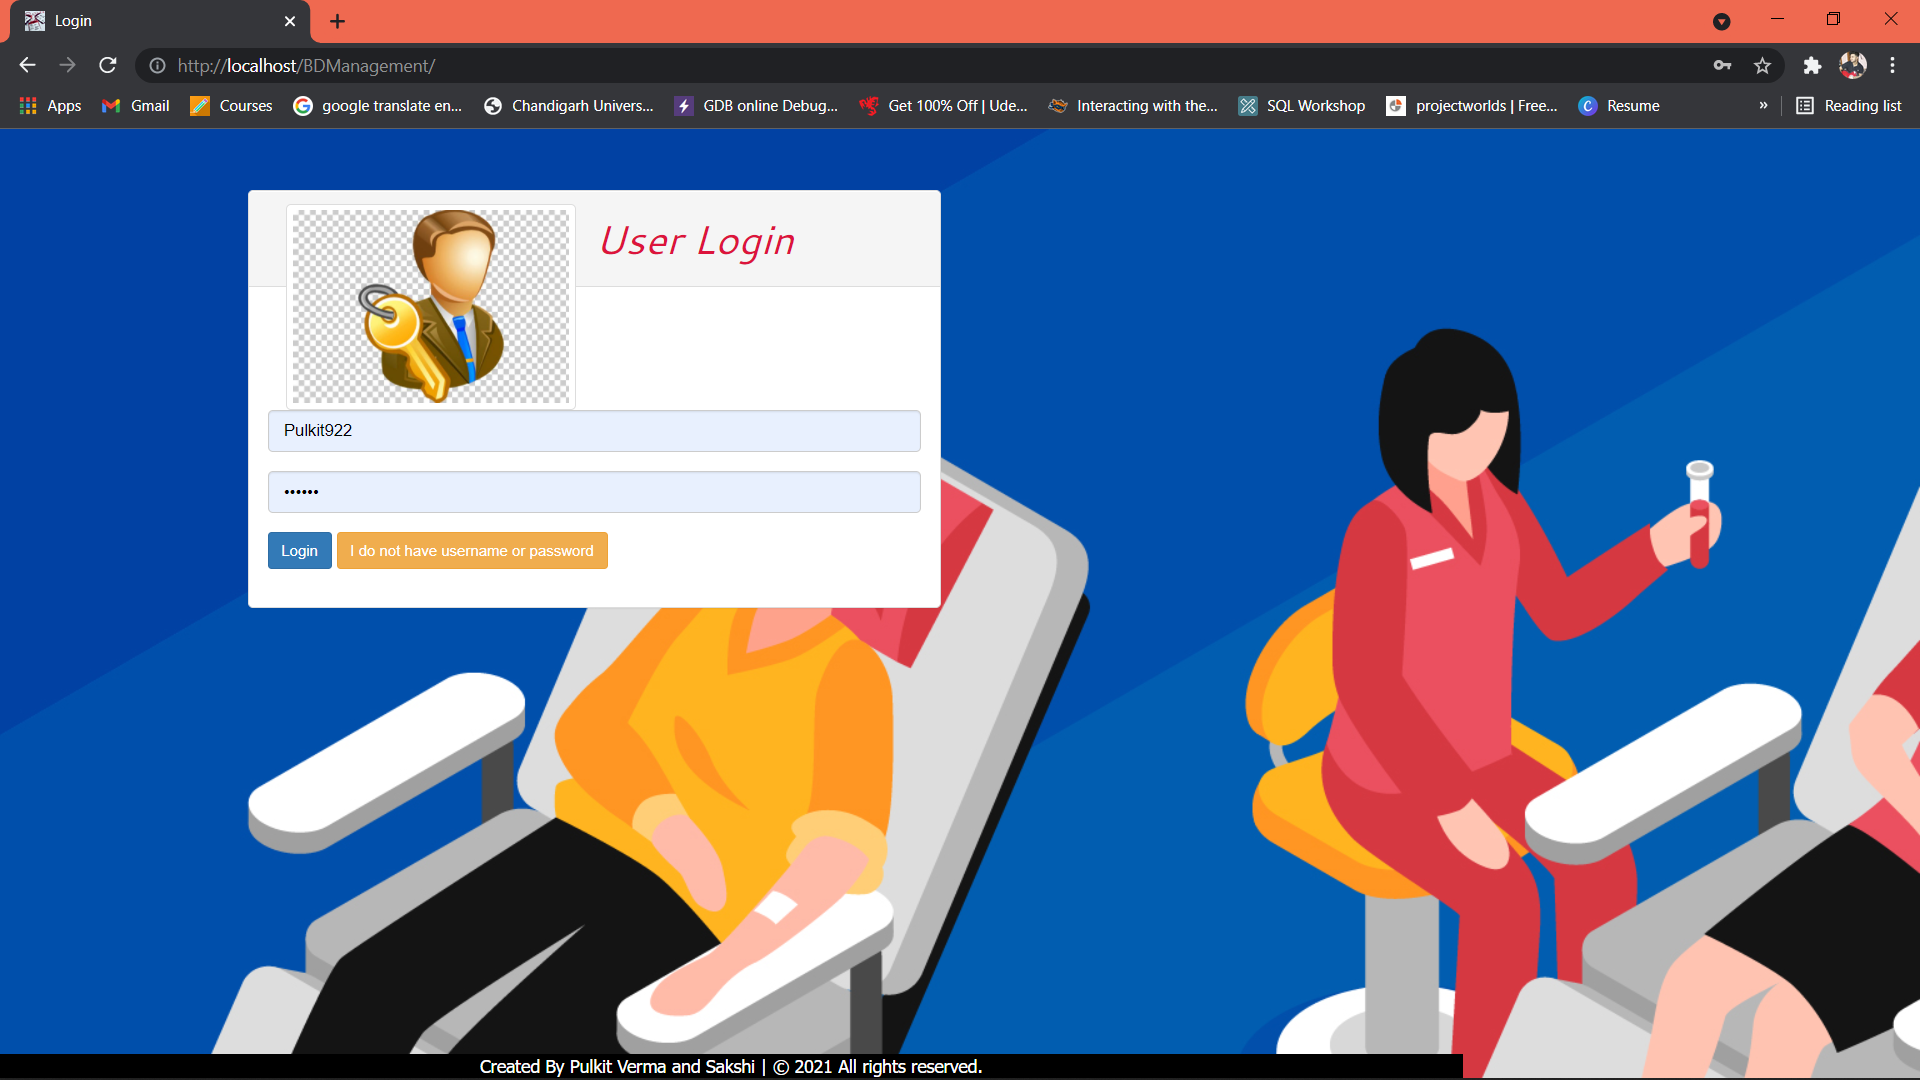 Login
http://localhost/BDManagement/
Apps Gmail Courses google translate en... Chandigarh Univers... GDB online Debug... Get 100% Off | Ude... Interacting with the... SQL Workshop projectworlds | Free... C Resume » Reading list
User Login
Pulkit922
••••••
Login I do not have username or password
Created By Pulkit Verma and Sakshi | © 2021 All rights reserved.